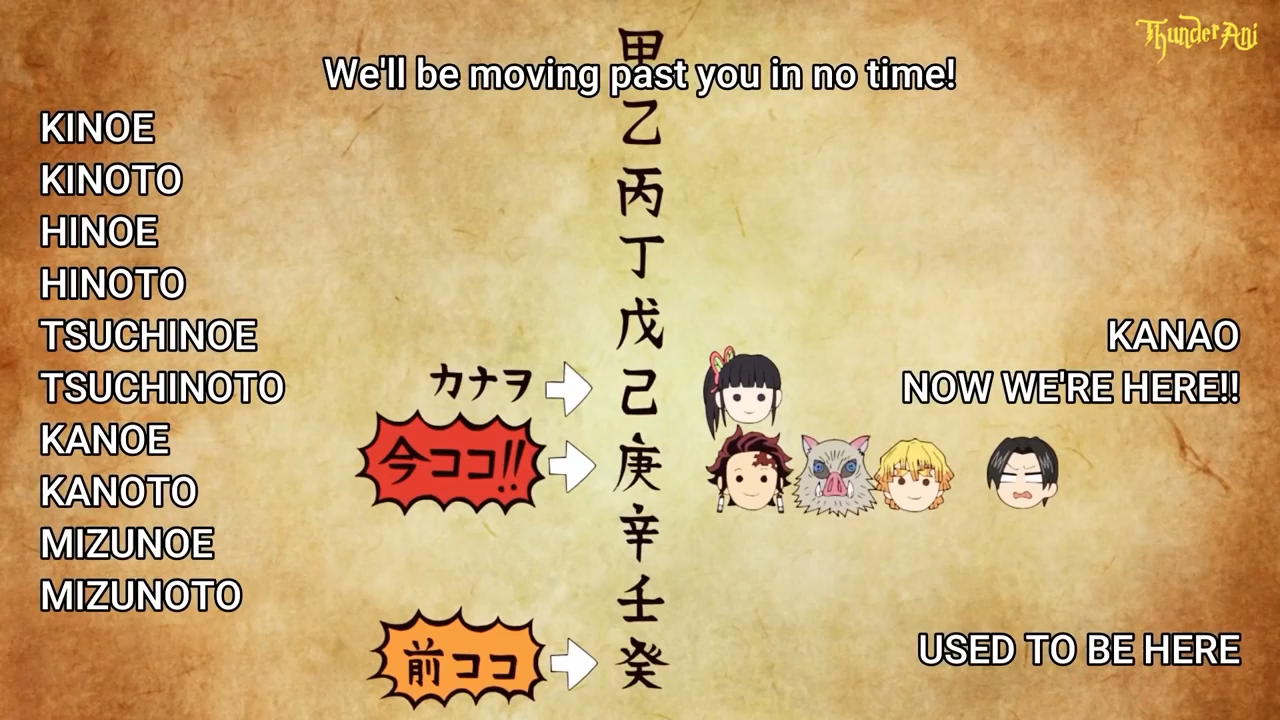 ThunderAni
甲
We'll be moving past you in no time!
乙
丙
丁
戊
己
庚
辛
壬
癸
KINOE
KINOTO
HINOE
HINOTO
TSUCHINOE
TSUCHINOTO
KANOE
KANOTO
MIZUNOE
MIZUNOTO
カナヲ
今ココ!!
前ココ
KANAO
NOW WE'RE HERE!!
USED TO BE HERE